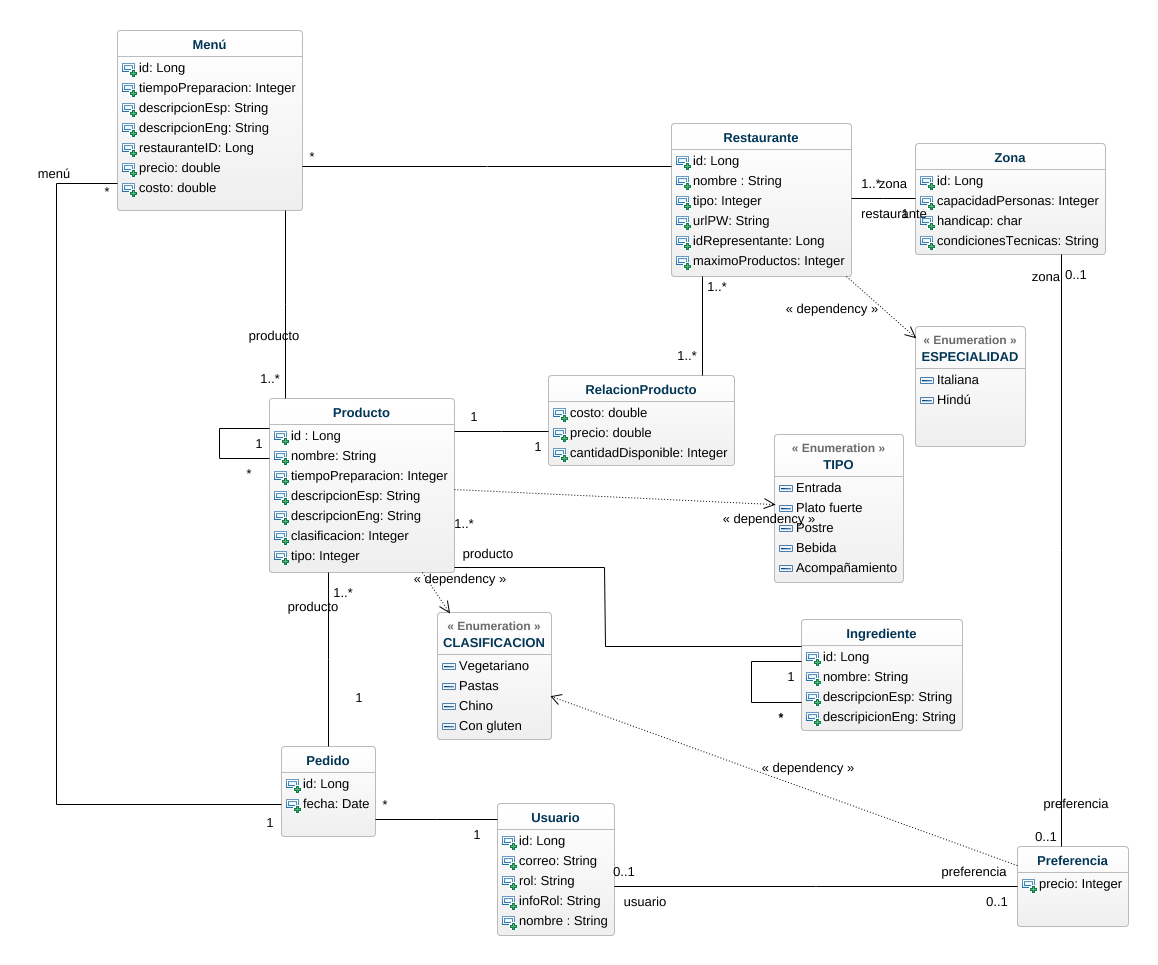 Menú
id: Long
tiempoPreparacion: Integer
descripcionEsp: String
descripcionEng: String
restauranteID: Long
precio: double
costo: double
menú
*
*
Restaurante
id: Long
nombre : String
tipo: Integer
urlPW: String
idRepresentante: Long
maximoProductos: Integer
1..*
zona
restaurante
1
Zona
id: Long
capacidadPersonas: Integer
handicap: char
condicionesTecnicas: String
zona
0..1
« dependency »
« Enumeration »
ESPECIALIDAD
Italiana
Hindú
1..*
1..*
producto
1..*
RelacionProducto
costo: double
precio: double
cantidadDisponible: Integer
1
1
Producto
id : Long
nombre: String
tiempoPreparacion: Integer
descripcionEsp: String
descripcionEng: String
clasificacion: Integer
tipo: Integer
1
*
« Enumeration »
TIPO
Entrada
Plato fuerte
Postre
Bebida
Acompañamiento
« dependency »
1..*
producto
« dependency »
1..*
producto
1
« Enumeration »
CLASIFICACION
Vegetariano
Pastas
Chino
Con gluten
Ingrediente
id: Long
nombre: String
descripcionEsp: String
descripicionEng: String
1
*
« dependency »
Pedido
id: Long
fecha: Date
1
*
1
Usuario
id: Long
correo: String
rol: String
infoRol: String
nombre : String
0..1
usuario
preferencia
0..1
preferencia
0..1
Preferencia
precio: Integer